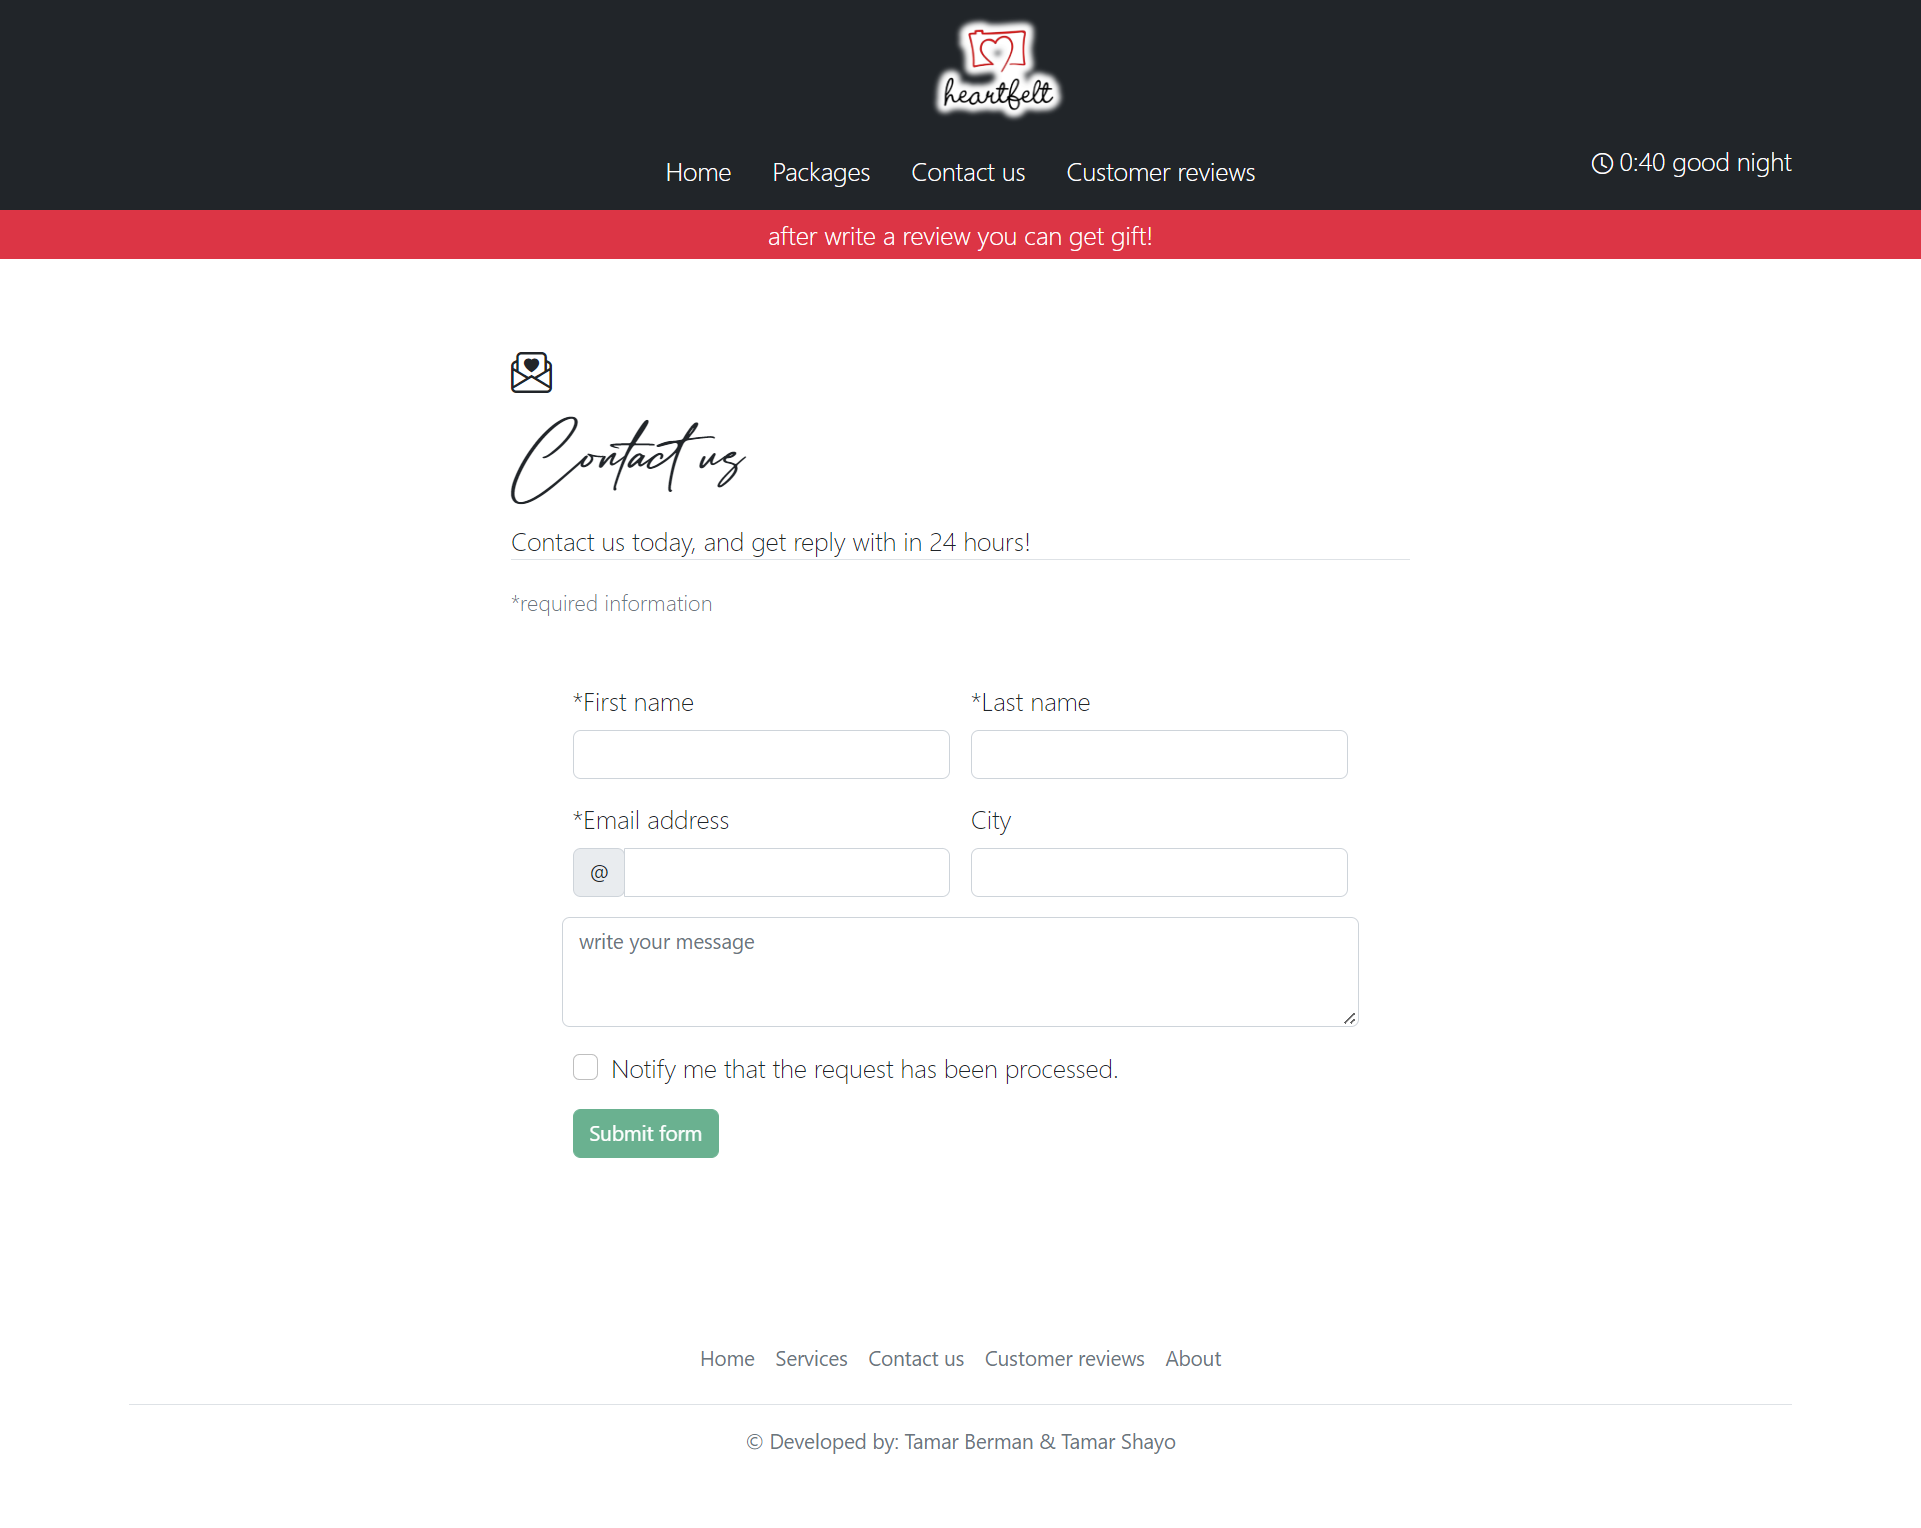 heartfelt
Home Packages Contact us Customer reviews
0:40 good night
after write a review you can get gift!
Contact us
Contact us today, and get reply with in 24 hours!
*required information
*First name *Last name
*Email address City
@
write your message
Notify me that the request has been processed.
Submit form
Home Services Contact us Customer reviews About
© Developed by: Tamar Berman & Tamar Shayo